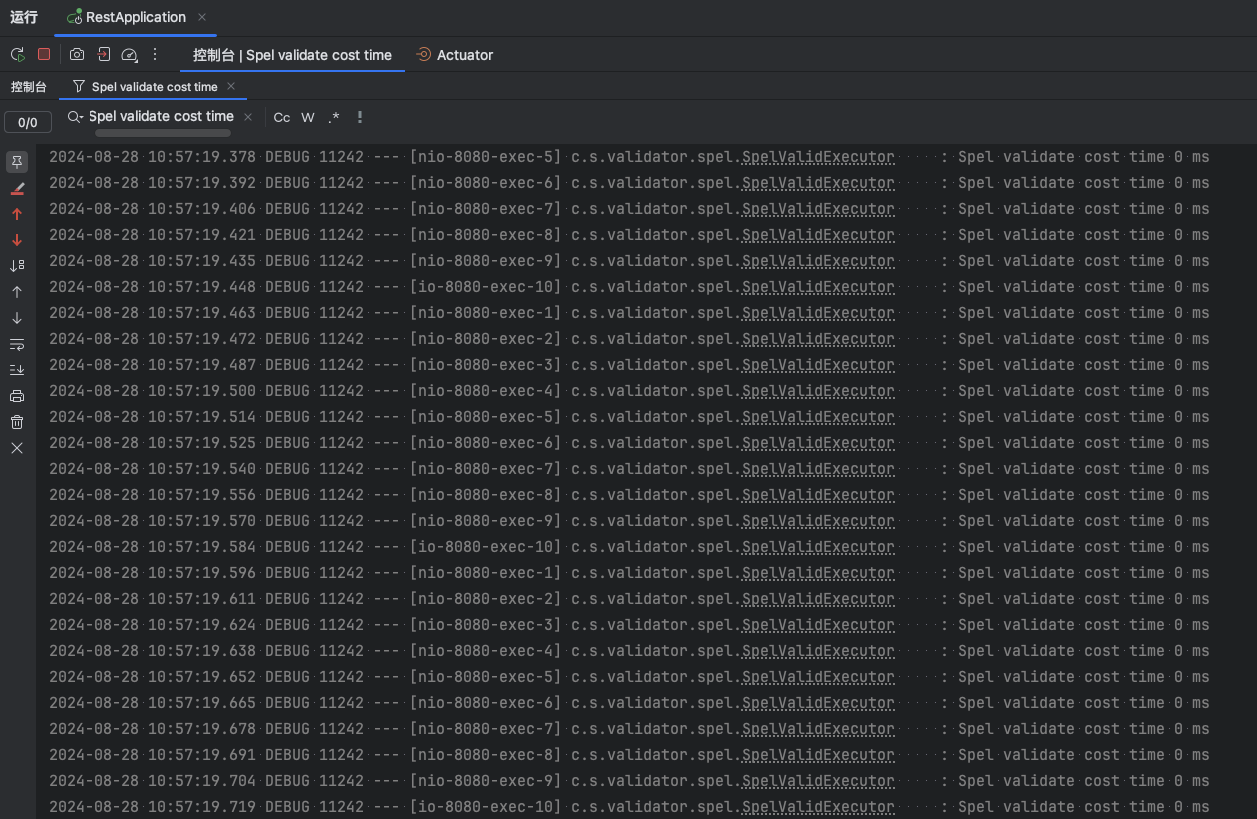 运行 RestApplication
控制台 | Spel validate cost time Actuator
控制台 Spel validate cost time
0/0 Spel validate cost time Cc W .*
2024-08-28 10:57:19.378 DEBUG 11242 --- [nio-8080-exec-5] c.s.validator.spel.SpelValidExecutor : Spel validate cost time 0 ms
2024-08-28 10:57:19.392 DEBUG 11242 --- [nio-8080-exec-6] c.s.validator.spel.SpelValidExecutor : Spel validate cost time 0 ms
2024-08-28 10:57:19.406 DEBUG 11242 --- [nio-8080-exec-7] c.s.validator.spel.SpelValidExecutor : Spel validate cost time 0 ms
2024-08-28 10:57:19.421 DEBUG 11242 --- [nio-8080-exec-8] c.s.validator.spel.SpelValidExecutor : Spel validate cost time 0 ms
2024-08-28 10:57:19.435 DEBUG 11242 --- [nio-8080-exec-9] c.s.validator.spel.SpelValidExecutor : Spel validate cost time 0 ms
2024-08-28 10:57:19.448 DEBUG 11242 --- [io-8080-exec-10] c.s.validator.spel.SpelValidExecutor : Spel validate cost time 0 ms
2024-08-28 10:57:19.463 DEBUG 11242 --- [nio-8080-exec-1] c.s.validator.spel.SpelValidExecutor : Spel validate cost time 0 ms
2024-08-28 10:57:19.472 DEBUG 11242 --- [nio-8080-exec-2] c.s.validator.spel.SpelValidExecutor : Spel validate cost time 0 ms
2024-08-28 10:57:19.487 DEBUG 11242 --- [nio-8080-exec-3] c.s.validator.spel.SpelValidExecutor : Spel validate cost time 0 ms
2024-08-28 10:57:19.500 DEBUG 11242 --- [nio-8080-exec-4] c.s.validator.spel.SpelValidExecutor : Spel validate cost time 0 ms
2024-08-28 10:57:19.514 DEBUG 11242 --- [nio-8080-exec-5] c.s.validator.spel.SpelValidExecutor : Spel validate cost time 0 ms
2024-08-28 10:57:19.525 DEBUG 11242 --- [nio-8080-exec-6] c.s.validator.spel.SpelValidExecutor : Spel validate cost time 0 ms
2024-08-28 10:57:19.540 DEBUG 11242 --- [nio-8080-exec-7] c.s.validator.spel.SpelValidExecutor : Spel validate cost time 0 ms
2024-08-28 10:57:19.556 DEBUG 11242 --- [nio-8080-exec-8] c.s.validator.spel.SpelValidExecutor : Spel validate cost time 0 ms
2024-08-28 10:57:19.570 DEBUG 11242 --- [nio-8080-exec-9] c.s.validator.spel.SpelValidExecutor : Spel validate cost time 0 ms
2024-08-28 10:57:19.584 DEBUG 11242 --- [io-8080-exec-10] c.s.validator.spel.SpelValidExecutor : Spel validate cost time 0 ms
2024-08-28 10:57:19.596 DEBUG 11242 --- [nio-8080-exec-1] c.s.validator.spel.SpelValidExecutor : Spel validate cost time 0 ms
2024-08-28 10:57:19.611 DEBUG 11242 --- [nio-8080-exec-2] c.s.validator.spel.SpelValidExecutor : Spel validate cost time 0 ms
2024-08-28 10:57:19.624 DEBUG 11242 --- [nio-8080-exec-3] c.s.validator.spel.SpelValidExecutor : Spel validate cost time 0 ms
2024-08-28 10:57:19.638 DEBUG 11242 --- [nio-8080-exec-4] c.s.validator.spel.SpelValidExecutor : Spel validate cost time 0 ms
2024-08-28 10:57:19.652 DEBUG 11242 --- [nio-8080-exec-5] c.s.validator.spel.SpelValidExecutor : Spel validate cost time 0 ms
2024-08-28 10:57:19.665 DEBUG 11242 --- [nio-8080-exec-6] c.s.validator.spel.SpelValidExecutor : Spel validate cost time 0 ms
2024-08-28 10:57:19.678 DEBUG 11242 --- [nio-8080-exec-7] c.s.validator.spel.SpelValidExecutor : Spel validate cost time 0 ms
2024-08-28 10:57:19.691 DEBUG 11242 --- [nio-8080-exec-8] c.s.validator.spel.SpelValidExecutor : Spel validate cost time 0 ms
2024-08-28 10:57:19.704 DEBUG 11242 --- [nio-8080-exec-9] c.s.validator.spel.SpelValidExecutor : Spel validate cost time 0 ms
2024-08-28 10:57:19.719 DEBUG 11242 --- [io-8080-exec-10] c.s.validator.spel.SpelValidExecutor : Spel validate cost time 0 ms